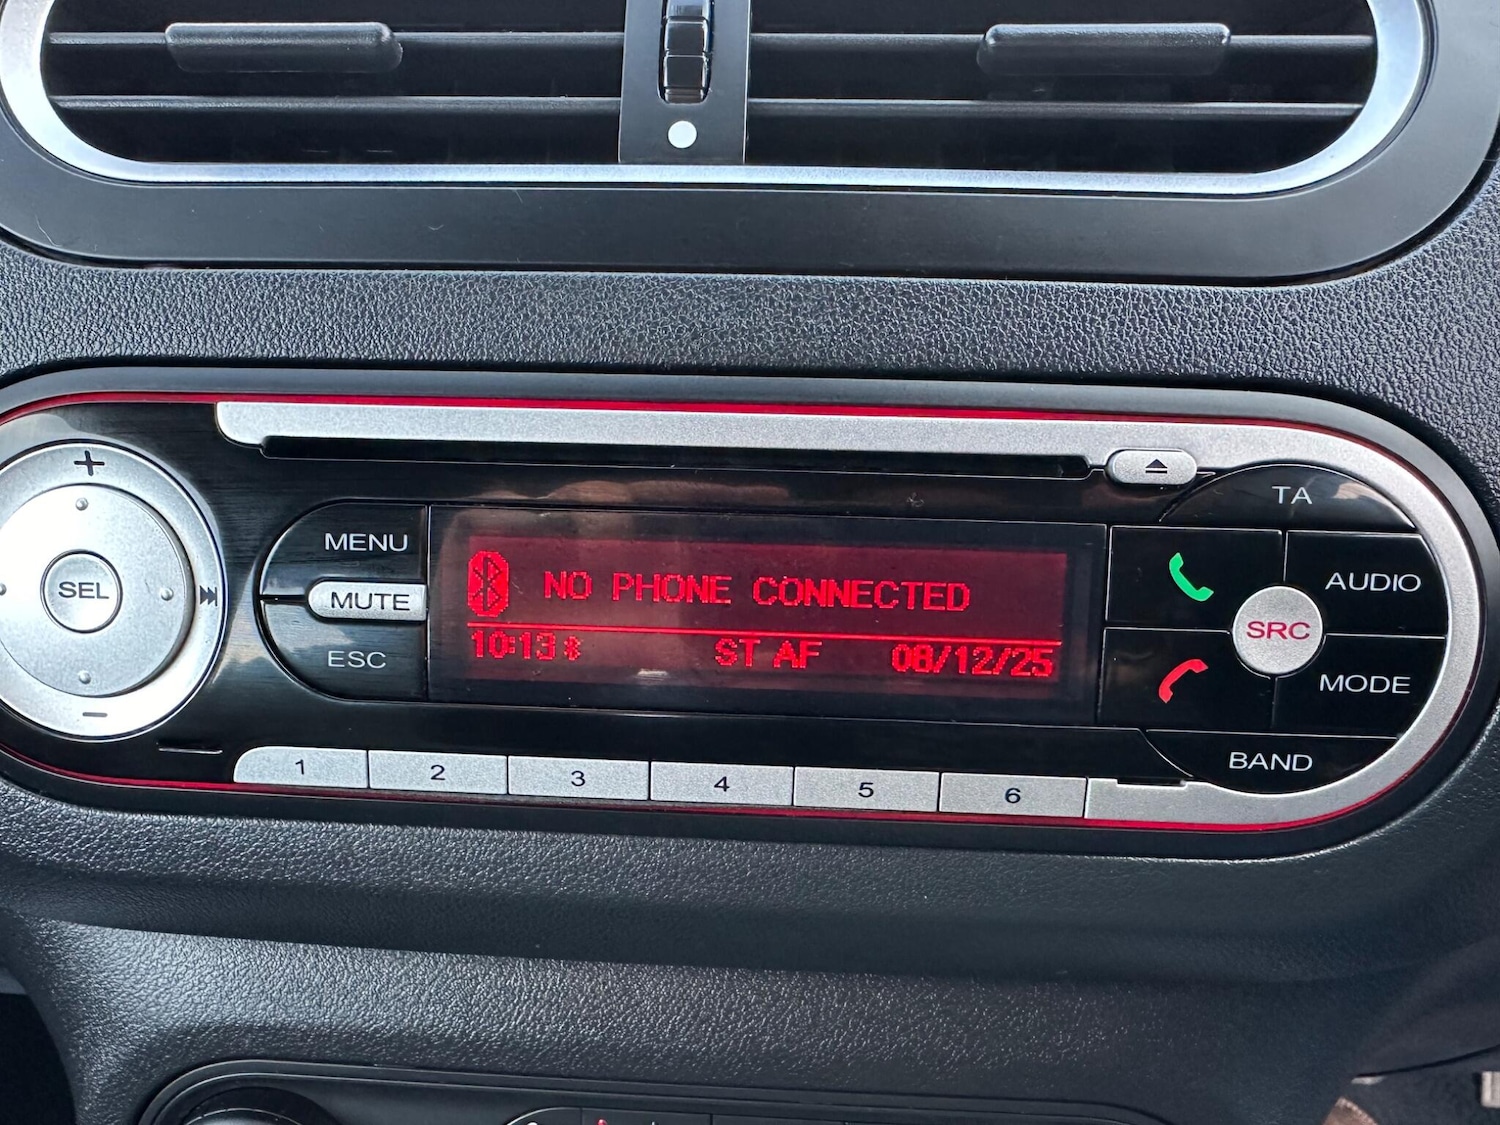 TA
+
MENU
NO PHONE CONNECTED
AUDIO
SEL
MUTE
SRC
10:13 ST AF 08/12/25
ESC
MODE
-
BAND
1 2 3 4 5 6